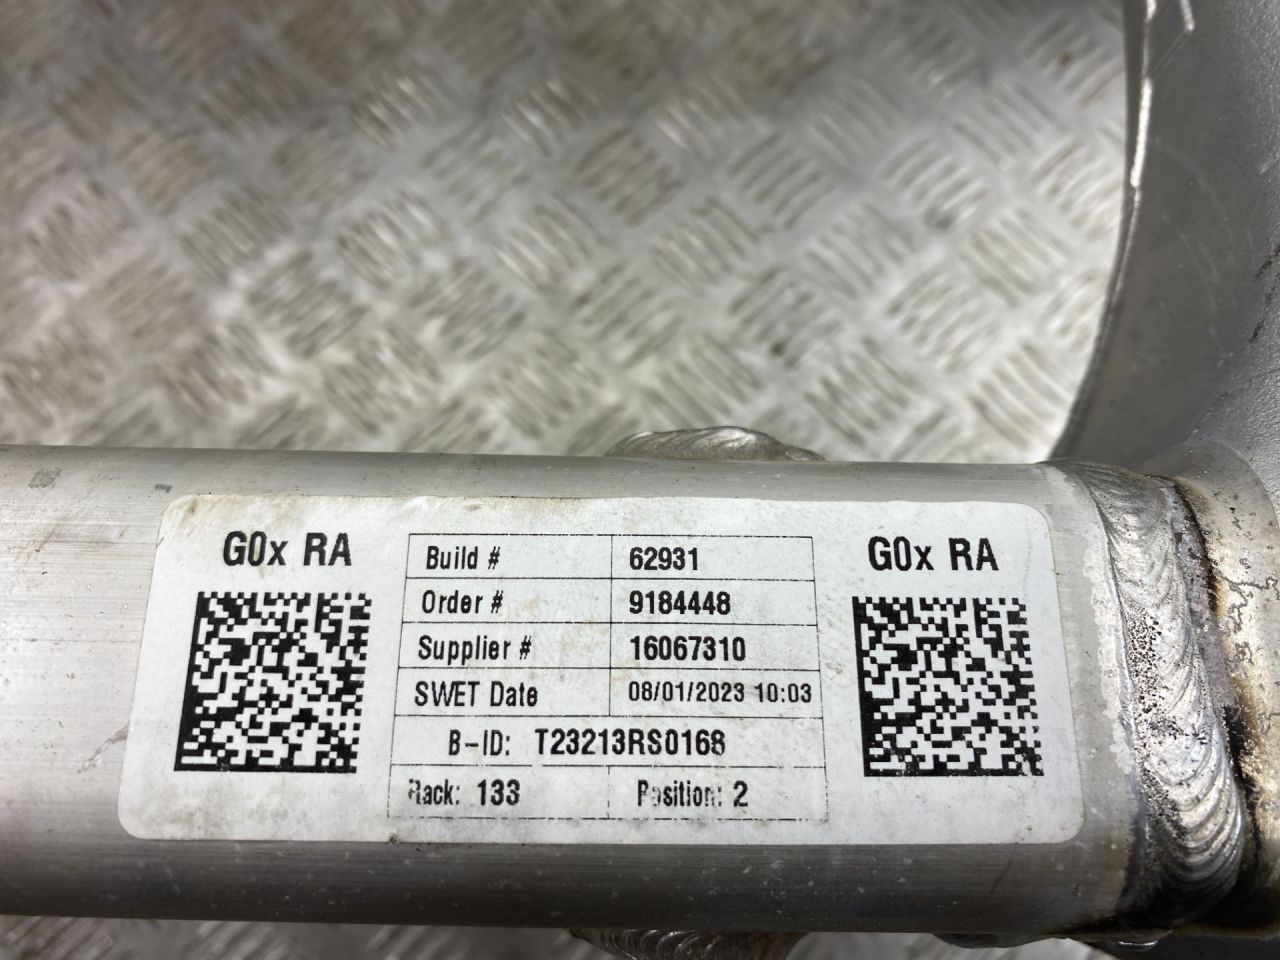 G0x RA
Build # 62931
Order # 9184448
Supplier # 16067310
SWET Date 08/01/2023 10:03
B-ID: T23213RS0168
Rack: 133 Position: 2
G0x RA